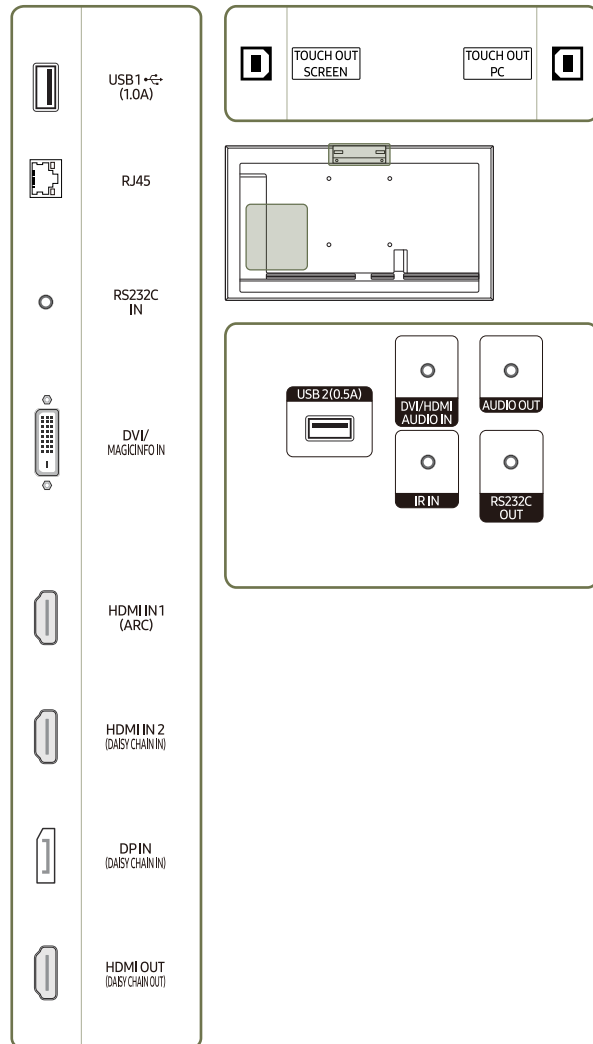 USB1
(1.0A)
RJ45
RS232C
IN
DVI/
MAGICINFO IN
HDMI IN 1
(ARC)
HDMI IN 2
(DAISY CHAIN IN)
DP IN
(DAISY CHAIN IN)
HDMI OUT
(DAISY CHAIN OUT)
TOUCH OUT
SCREEN
TOUCH OUT
PC
USB 2(0.5A)
DVI/HDMI
AUDIO IN
AUDIO OUT
IR IN
RS232C
OUT